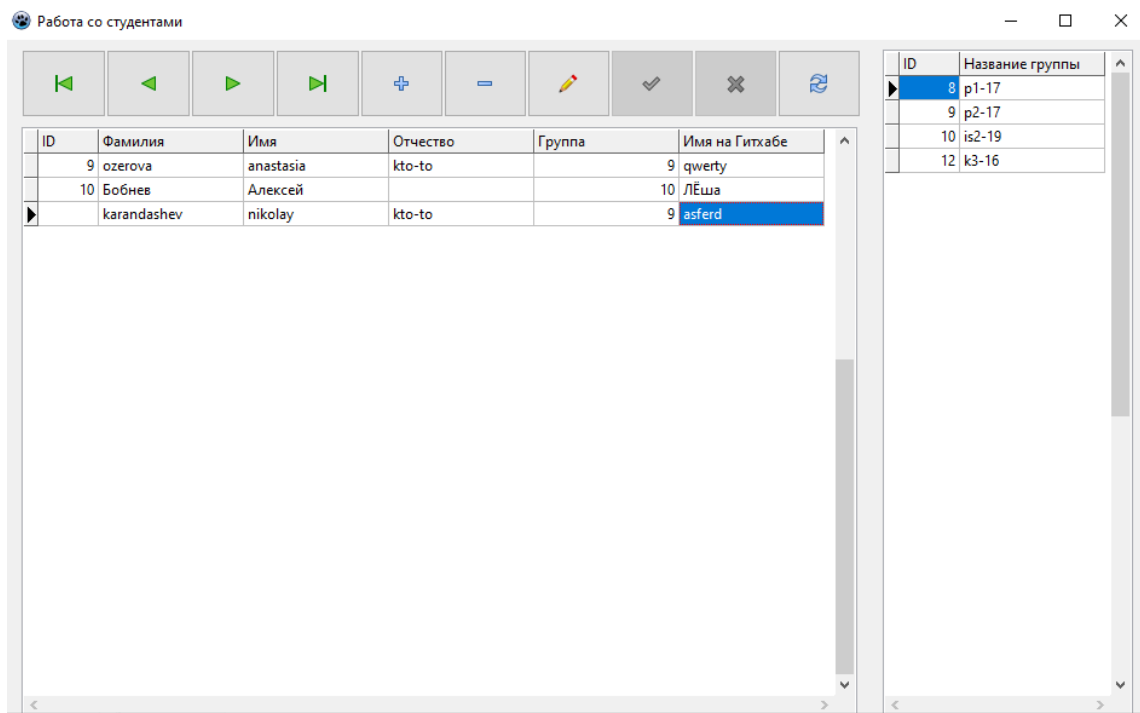 Работа со студентами
ID Фамилия Имя Отчество Группа Имя на Гитхабе
9 ozerova anastasia kto-to 9 qwerty
10 Бобнев Алексей 10 ЛЁша
karandashev nikolay kto-to 9 asferd
ID Название группы
8 p1-17
9 p2-17
10 is2-19
12 k3-16